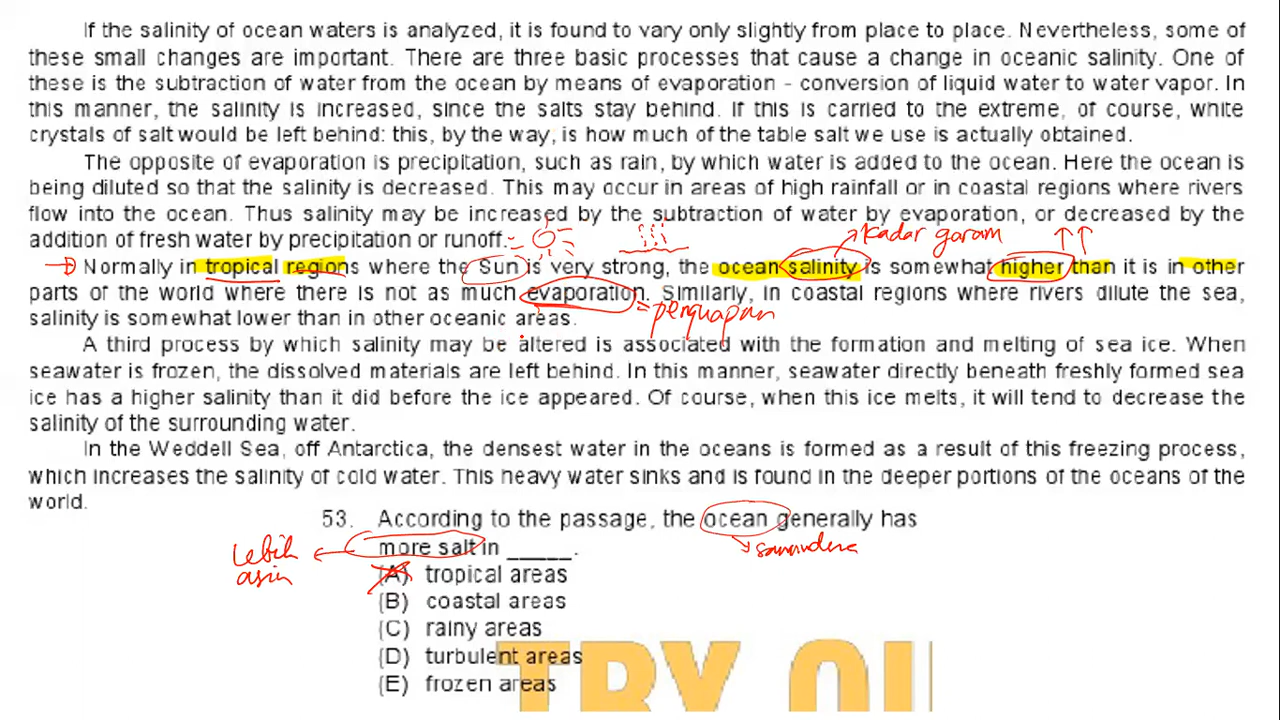 If the salinity of ocean waters is analyzed, it is found to vary only slightly from place to place. Nevertheless, some of
these small changes are important. There are three basic processes that cause a change in oceanic salinity. One of
these is the subtraction of water from the ocean by means of evaporation - conversion of liquid water to water vapor. In
this manner, the salinity is increased, since the salts stay behind. If this is carried to the extreme, of course, white
crystals of salt would be left behind: this, by the way, is how much of the table salt we use is actually obtained.
The opposite of evaporation is precipitation, such as rain, by which water is added to the ocean. Here the ocean is
being diluted so that the salinity is decreased. This may occur in areas of high rainfall or in coastal regions where rivers
flow into the ocean. Thus salinity may be increased by the subtraction of water by evaporation, or decreased by the
addition of fresh water by precipitation or runoff.
kadar garam
Normally in tropical regions where the Sun is very strong, the ocean salinity is somewhat higher than it is in other
parts of the world where there is not as much evaporation. Similarly, in coastal regions where rivers dilute the sea,
= penguapan
salinity is somewhat lower than in other oceanic areas.
A third process by which salinity may be altered is associated with the formation and melting of sea ice. When
seawater is frozen, the dissolved materials are left behind. In this manner, seawater directly beneath freshly formed sea
ice has a higher salinity than it did before the ice appeared. Of course, when this ice melts, it will tend to decrease the
salinity of the surrounding water.
In the Weddell Sea, off Antarctica, the densest water in the oceans is formed as a result of this freezing process,
which increases the salinity of cold water. This heavy water sinks and is found in the deeper portions of the oceans of the
world.
53. According to the passage, the ocean generally has
more salt in _____.
samudera
lebih
asin
(A) tropical areas
(B) coastal areas
(C) rainy areas
(D) turbulent areas
(E) frozen areas
TRY OU